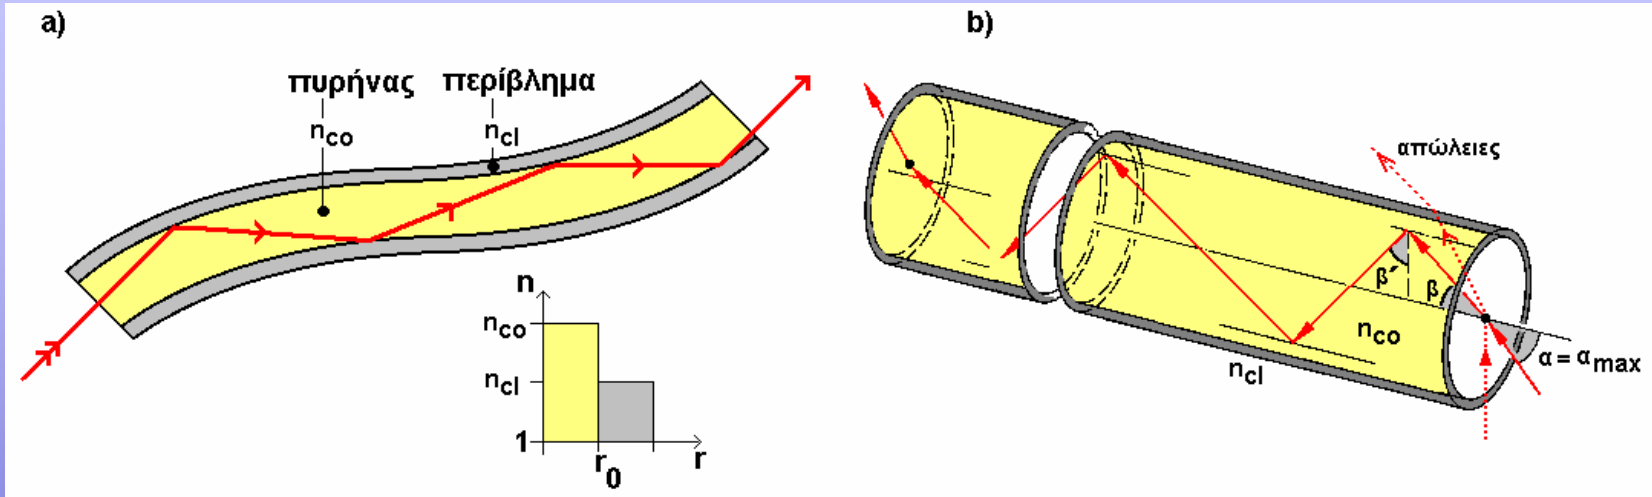 a)
πυρήνας
περίβλημα
nco
ncl
n
nco
ncl
1
r0
r
b)
απώλειες
β´
β
nco
α = αmax
ncl